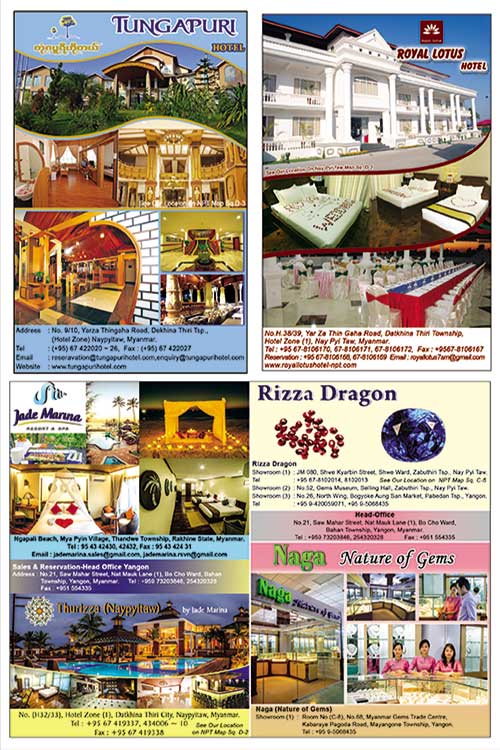 TUNGAPURI
HOTEL
တုံဂပူရီဟိုတယ်
See Our Location On NPT Map Sq.D-3
Address : No. 9/10, Yarza Thingaha Road, Dekhina Thiri Tsp.,
(Hotel Zone) Naypyitaw, Myanmar.
Tel : (+95) 67 422020 ~ 26, Fax : (+95) 67 422027
Email : reseravation@tungapurihotel.com,enquiry@tungapurihotel.com
Website : www.tungapurihotel.com
ROYAL LOTUS
HOTEL
See Our Location On Nay Pyi Taw Map Sq. D-3
No.H.38/39, Yar Za Thin Gaha Road, Datkhina Thiri Township,
Hotel Zone (1), Nay Pyi Taw, Myanmar.
Tel : +95 67-8106170, 67-8106171, 67-8106172, Fax : +9567-8106167
Reservation : +95 67-8106168, 67-8106169 Email : royallotus7am@gmail.com
www.royallotushotel-npt.com
Jade Marina
RESORT & SPA
Ngapali Beach, Mya Pyin Village, Thandwe Township, Rakhine State, Myanmar.
Tel : 95 43 42430, 42432, Fax : 95 43 424 31
Email : jademarina.sales@gmail.com, jademarina.rsvn@gmail.com
Sales & Reservation-Head Office Yangon
Address : No.21, Saw Mahar Street, Nat Mauk Lane (1), Bo Cho Ward, Bahan
Township, Yangon, Myanmar. Tel : +959 73203848, 254320328
Fax : +951 554335
Thurizza (Naypyitaw)
by Jade Marina
No. (H32/33), Hotel Zone (1), Datkhina Thiri City, Naypyitaw, Myanmar.
Tel : +95 67 419337, 434006 ~ 10
Fax : +95 67 419338
See Our Location
on NPT Map Sq. D-2
Rizza Dragon
Rizza Dragon
Showroom (1) : JM 080, Shwe Kyarbin Street, Shwe Ward, Zabuthiri Tsp., Nay Pyi Taw.
Tel : +95 67-8102014, 8102013 See Our Location on NPT Map Sq. C-5
Showroom (2) : No.52, Gems Museum, Selling Hall, Zabuthiri Tsp., Nay Pyi Taw.
Showroom (3) : No.26, North Wing, Bogyoke Aung San Market, Pabedan Tsp., Yangon.
Tel : +95 9-420059071, +95 9-5068435
Head-Office
No.21, Saw Mahar Street, Nat Mauk Lane (1), Bo Cho Ward,
Bahan Township, Yangon, Myanmar.
Tel : +959 73203848, 254320328 Fax : +951 554335
Naga Nature of Gems
Naga
Nature of Gems
Naga (Nature of Gems)
Showroom (1) : Room No (C-8), No.66, Myanmar Gems Trade Centre,
Kabaraye Pagoda Road, Mayangone Township, Yangon.
Tel : +95 9-5068435